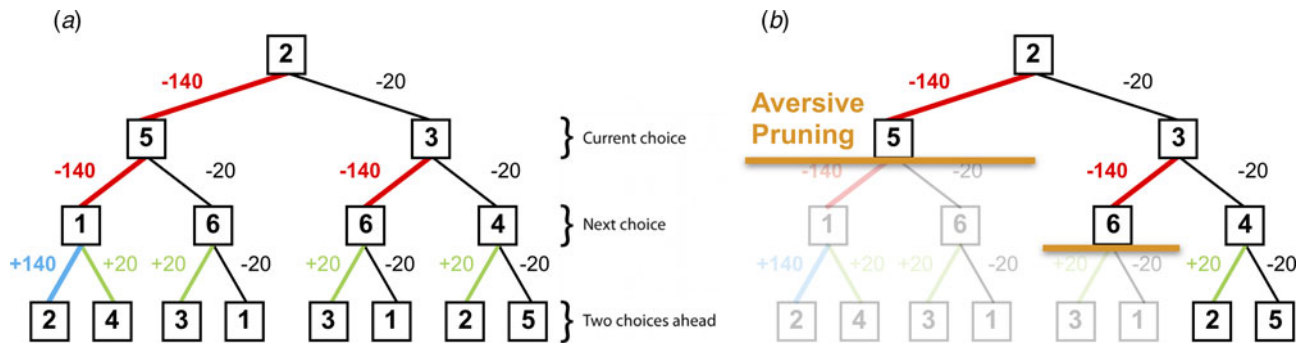 (a)
2
-140 -20
5 3
} Current choice
-140 -20 -140 -20
1 6 6 4
} Next choice
+140 +20 +20 -20 +20 -20 +20 -20
2 4 3 1 3 1 2 5
} Two choices ahead
(b)
2
-140 -20
Aversive
Pruning
5 3
-140 -20 -140 -20
1 6 6 4
+140 +20 +20 -20 +20 -20 +20 -20
2 4 3 1 3 1 2 5